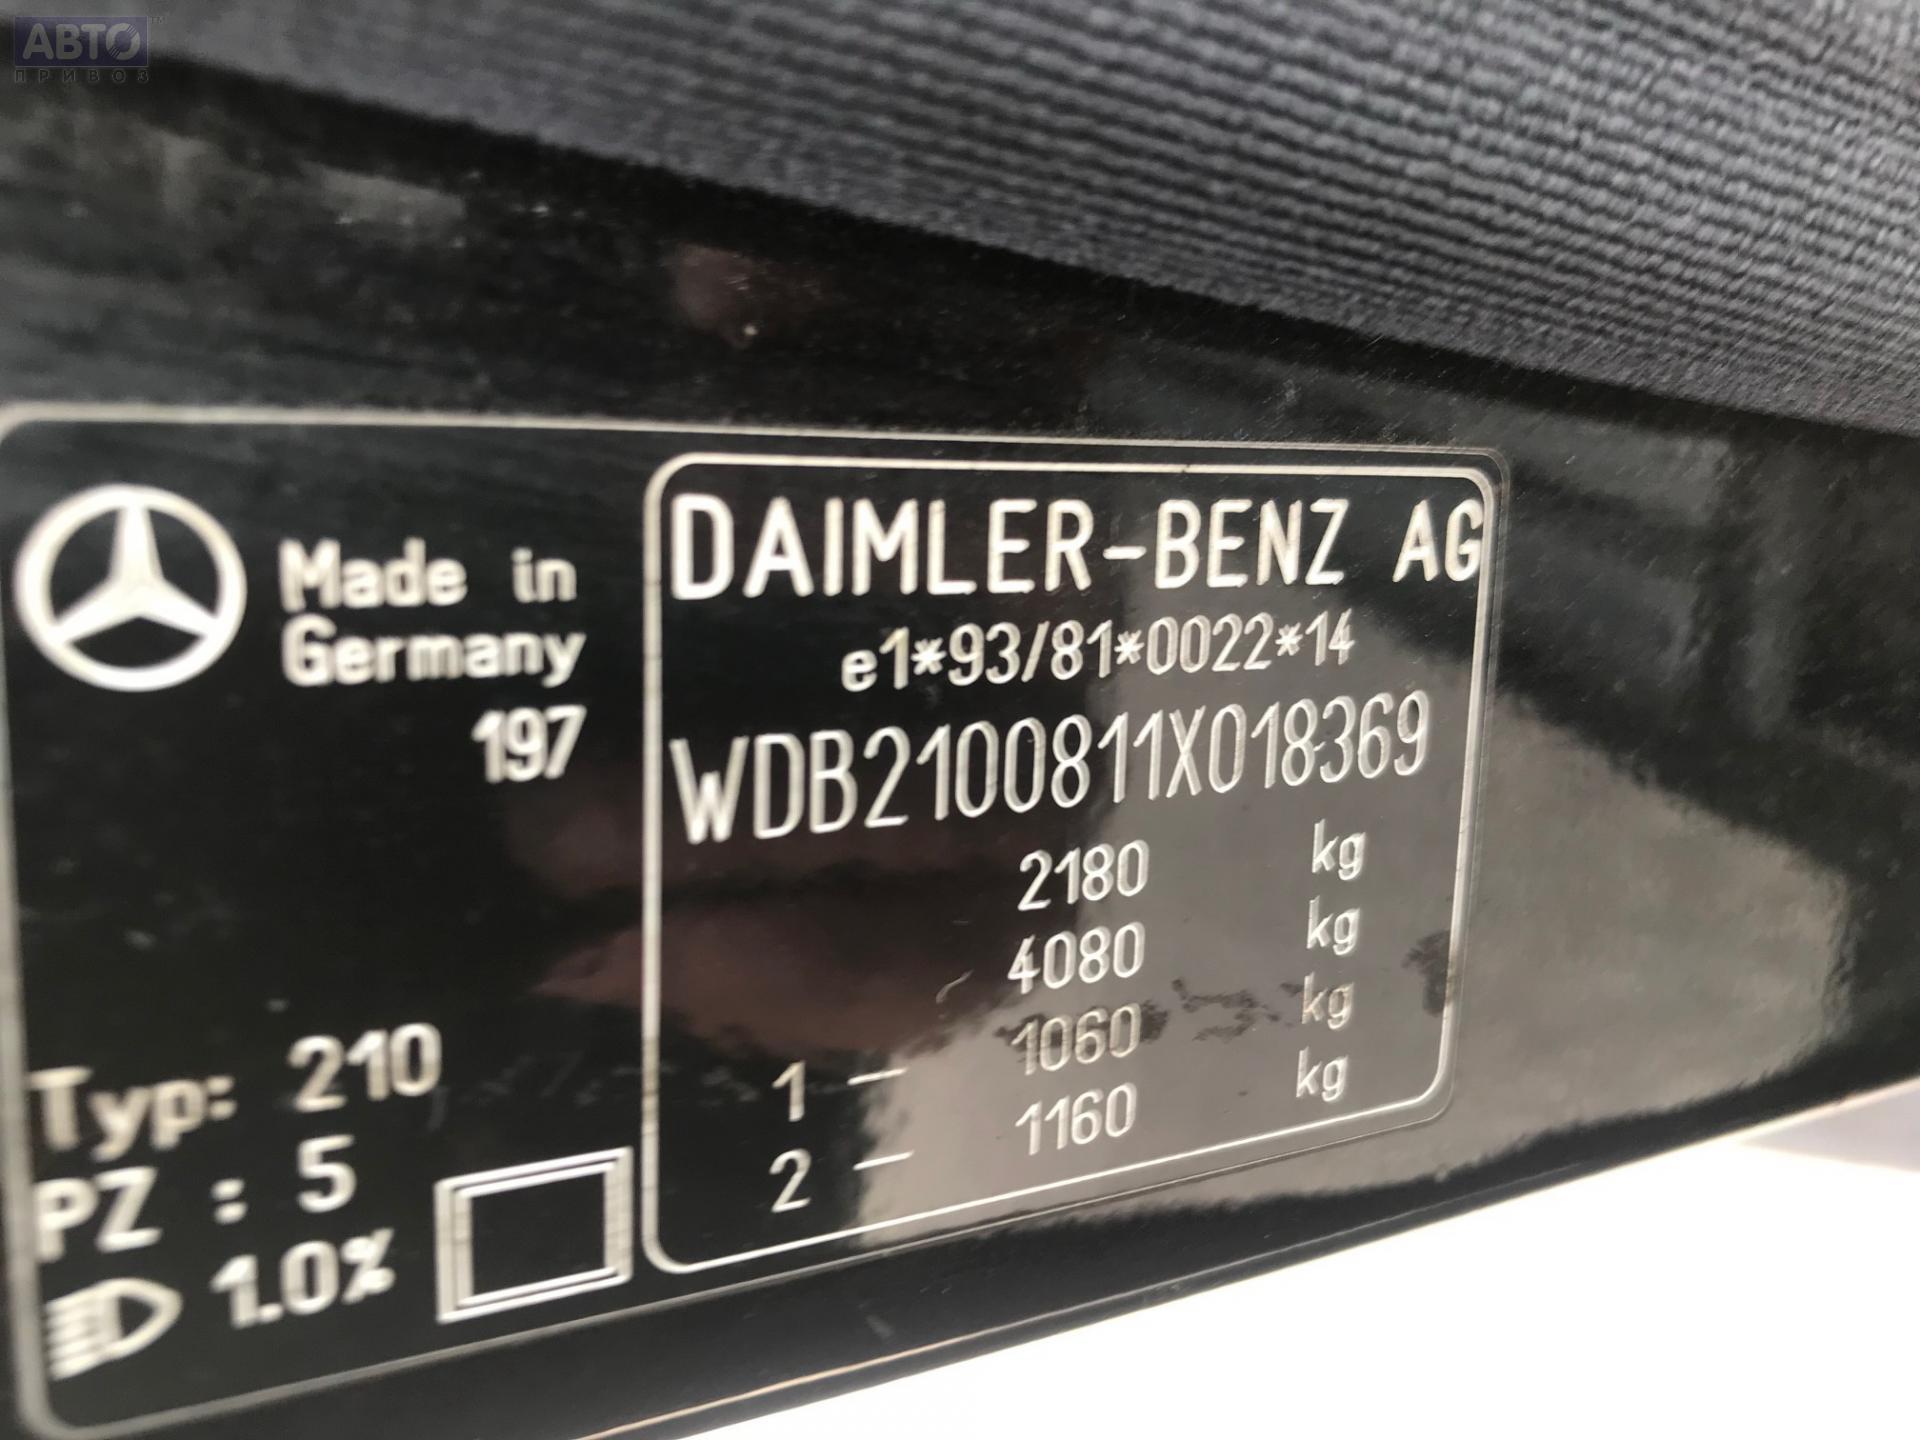 АВТО
ПРИВОЗ
Made in
Germany
197
DAIMLER-BENZ AG
e1*93/81*0022*14
WDB2100811X018369
2180 kg
4080 kg
1 – 1060 kg
2 – 1160 kg
Typ: 210
PZ : 5
1.0%